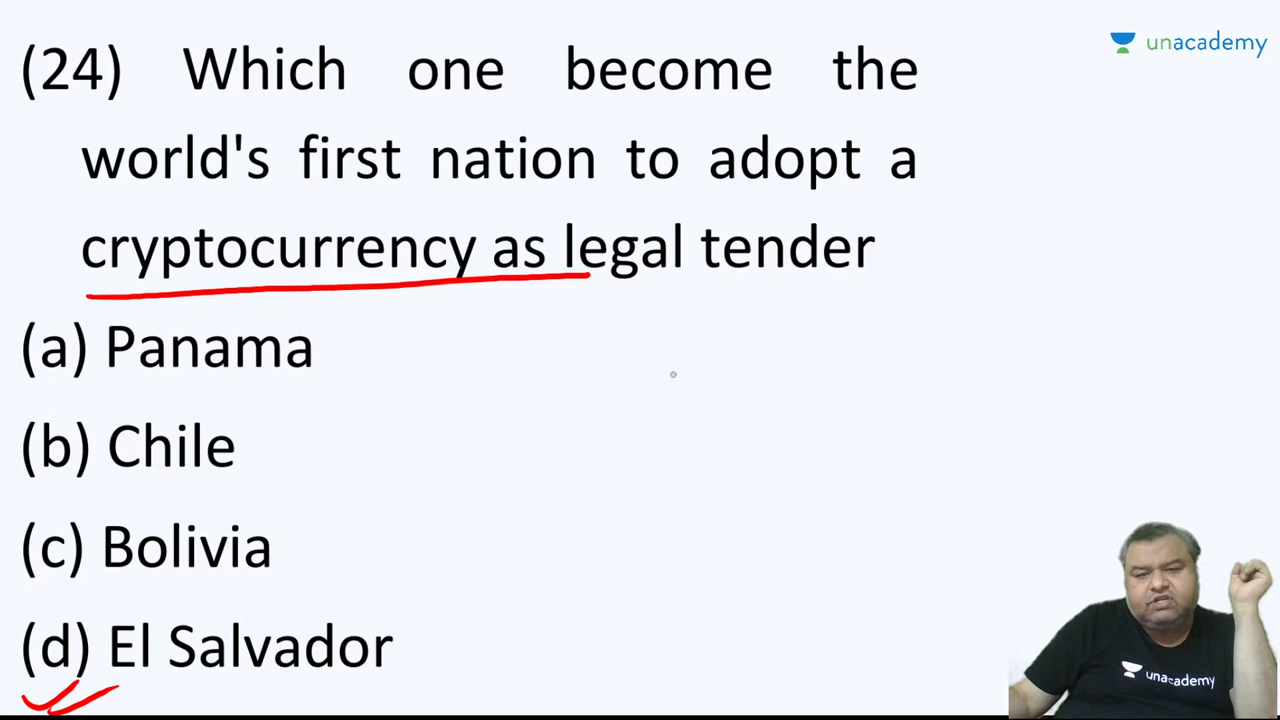 unacademy
(24) Which one become the
world's first nation to adopt a
cryptocurrency as legal tender
(a) Panama
(b) Chile
(c) Bolivia
(d) El Salvador
unacademy